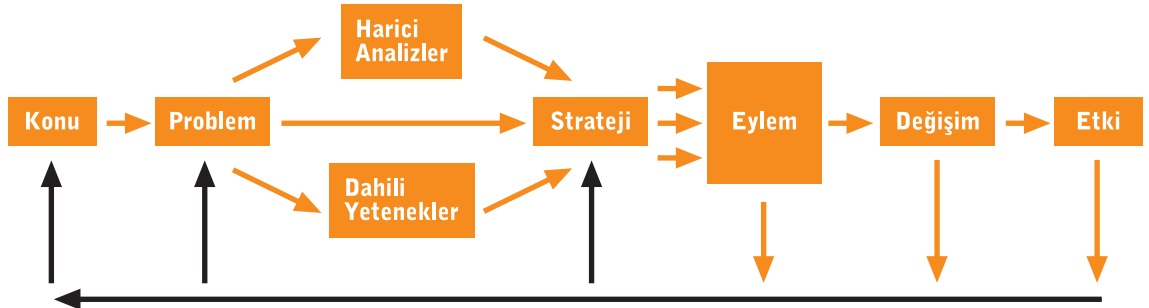 Konu
Problem
Harici
Analizler
Dahili
Yetenekler
Strateji
Eylem
Değişim
Etki